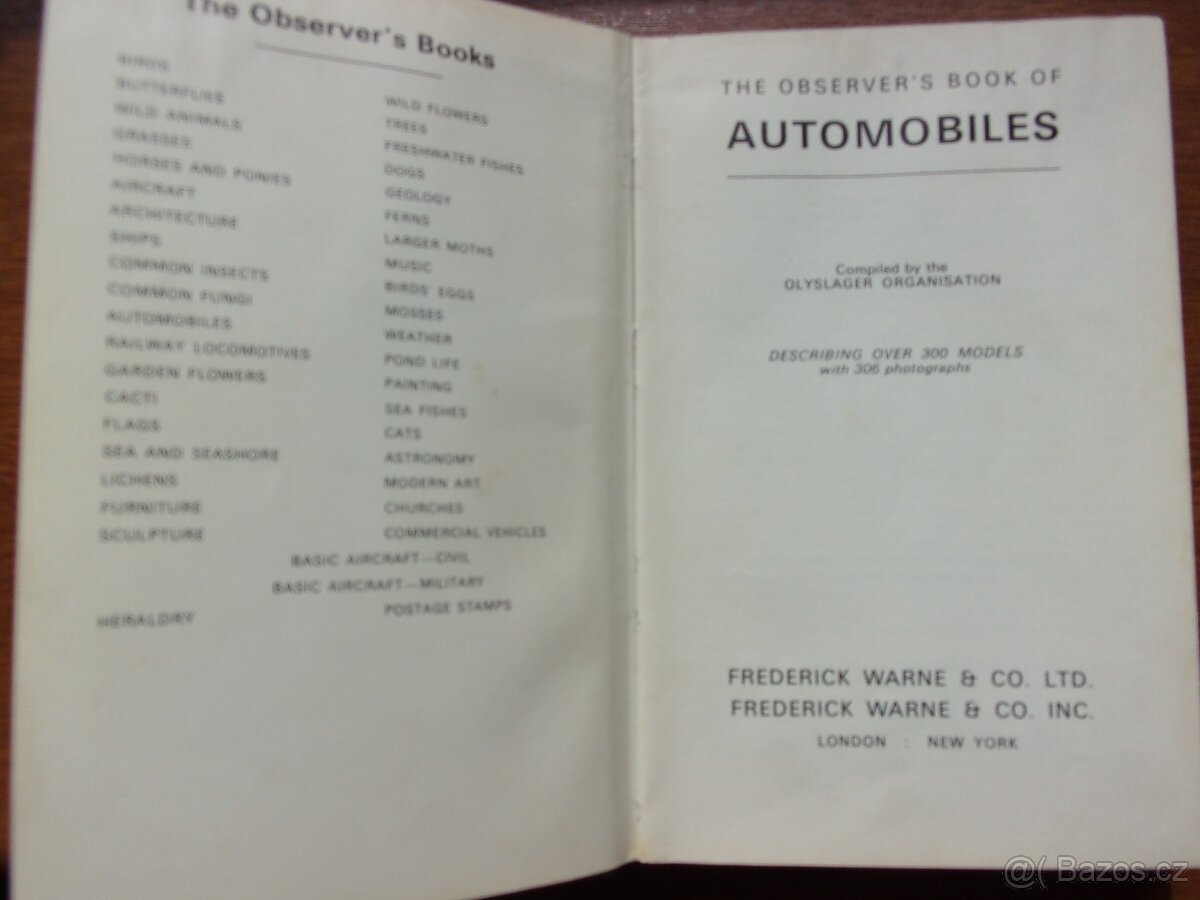 The Observer's Books
BIRDS
BUTTERFLIES
WILD ANIMALS
GRASSES
HORSES AND PONIES
AIRCRAFT
ARCHITECTURE
SHIPS
COMMON INSECTS
COMMON FUNGI
AUTOMOBILES
RAILWAY LOCOMOTIVES
GARDEN FLOWERS
CACTI
FLAGS
SEA AND SEASHORE
LICHENS
FURNITURE
SCULPTURE
WILD FLOWERS
TREES
FRESHWATER FISHES
DOGS
GEOLOGY
FERNS
LARGER MOTHS
MUSIC
BIRDS' EGGS
MOSSES
WEATHER
POND LIFE
PAINTING
SEA FISHES
CATS
ASTRONOMY
MODERN ART
CHURCHES
COMMERCIAL VEHICLES
BASIC AIRCRAFT—CIVIL
BASIC AIRCRAFT—MILITARY
HERALDRY
POSTAGE STAMPS
THE OBSERVER'S BOOK OF
AUTOMOBILES
Compiled by the
OLYSLAGER ORGANISATION
DESCRIBING OVER 300 MODELS
with 306 photographs
FREDERICK WARNE & CO. LTD.
FREDERICK WARNE & CO. INC.
LONDON : NEW YORK
@( Bazos.cz